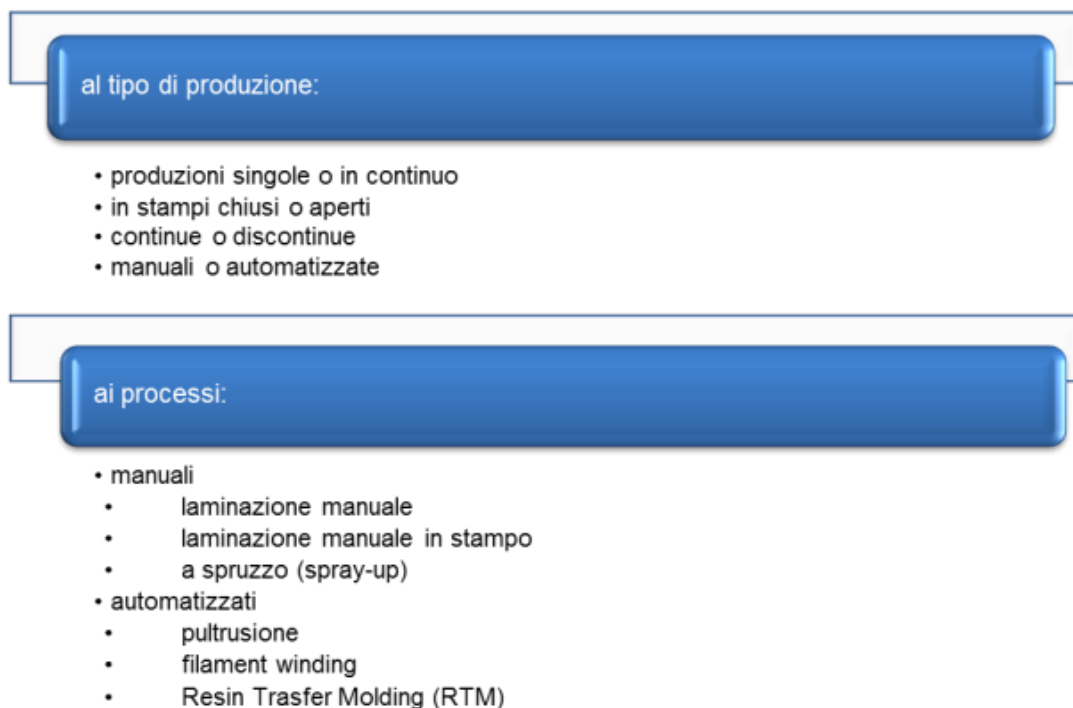 al tipo di produzione:
• produzioni singole o in continuo
• in stampi chiusi o aperti
• continue o discontinue
• manuali o automatizzate
ai processi:
• manuali
• laminazione manuale
• laminazione manuale in stampo
• a spruzzo (spray-up)
• automatizzati
• pultrusione
• filament winding
• Resin Trasfer Molding (RTM)